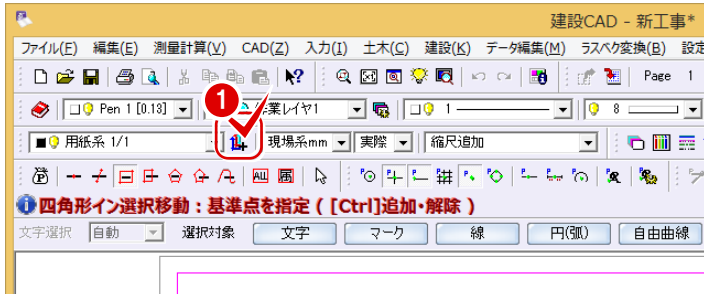 建設CAD - 新工事*
ファイル(F) 編集(E) 測量計算(V) CAD(Z) 入力(I) 土木(C) 建設(K) データ編集(M) ラスベク変換(B) 設定
Page 1
Pen 1 [0.13] 1 作業レイヤ1 1 8
用紙系 1/1 現場系mm 実際 縮尺追加
ALL 図
四角形イン選択移動：基準点を指定 ( [Ctrl]追加・解除 )
文字選択 自動 選択対象 文字 マーク 線 円(弧) 自由曲線